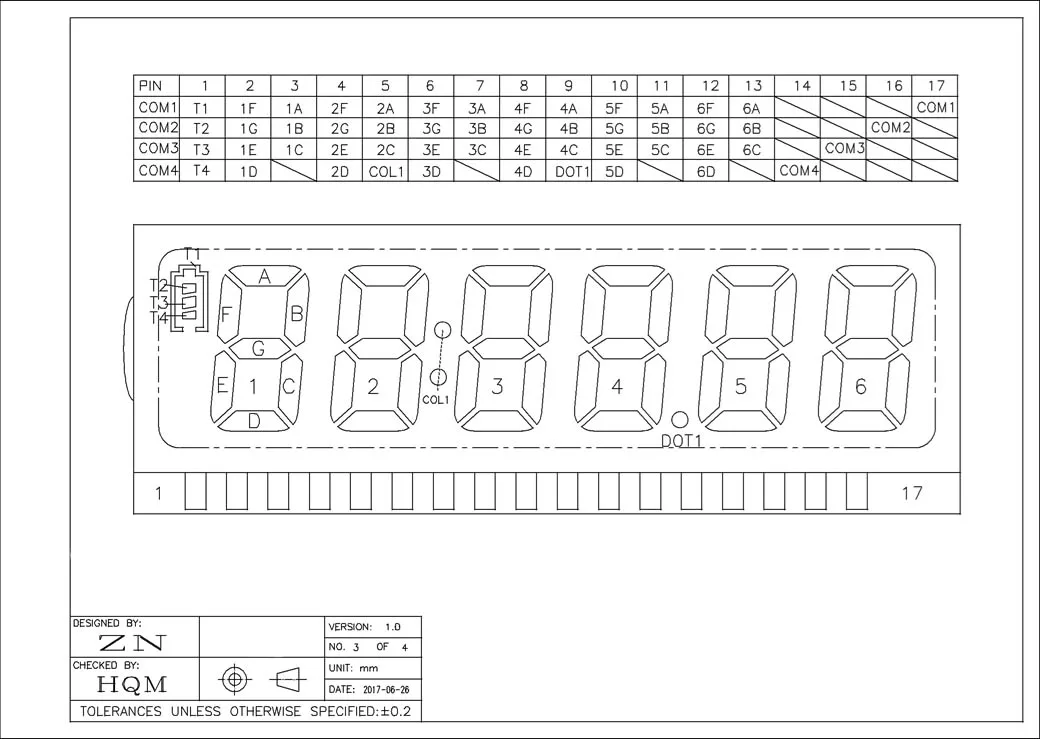 PIN 1 2 3 4 5 6 7 8 9 10 11 12 13 14 15 16 17
COM1 T1 1F 1A 2F 2A 3F 3A 4F 4A 5F 5A 6F 6A COM1
COM2 T2 1G 1B 2G 2B 3G 3B 4G 4B 5G 5B 6G 6B COM2
COM3 T3 1E 1C 2E 2C 3E 3C 4E 4C 5E 5C 6E 6C COM3
COM4 T4 1D 2D COL1 3D 4D DOT1 5D 6D COM4
T1
A
T2
T3
F B
T4
G
E 1 C 2 3 4 5 6
COL1
D
DOT1
1 17
DESIGNED BY:
ZN
VERSION: 1.0
NO. 3 OF 4
CHECKED BY:
HQM
UNIT: mm
DATE: 2017-06-26
TOLERANCES UNLESS OTHERWISE SPECIFIED:±0.2